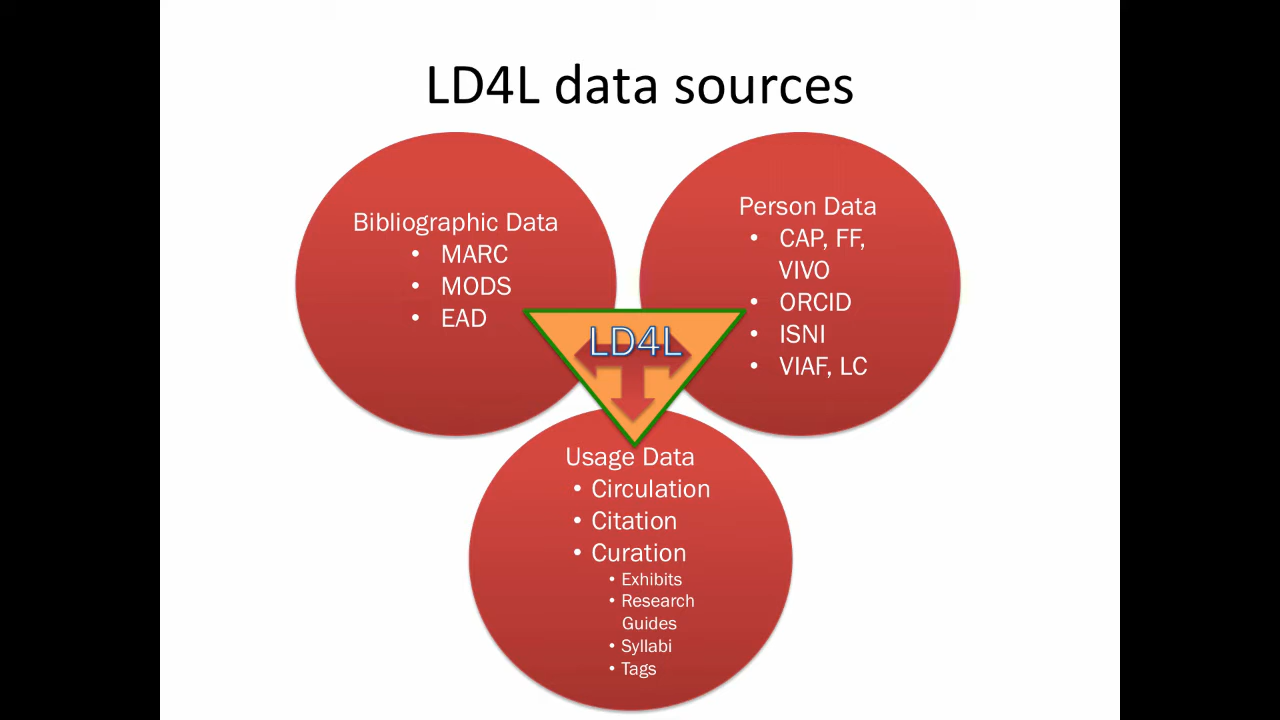 LD4L data sources
Bibliographic Data
• MARC
• MODS
• EAD
Person Data
• CAP, FF,
VIVO
• ORCID
• ISNI
• VIAF, LC
LD4L
Usage Data
• Circulation
• Citation
• Curation
• Exhibits
• Research
Guides
• Syllabi
• Tags